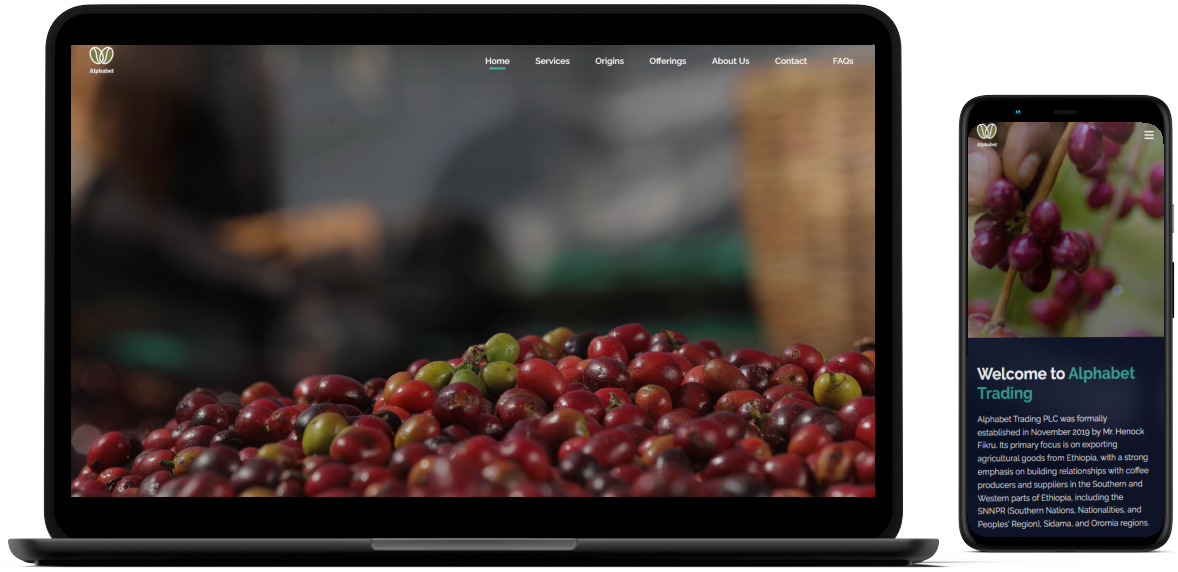 Alphabet
Home Services Origins Offerings About Us Contact FAQs
Alphabet
Welcome to Alphabet
Trading
Alphabet Trading PLC was formally
established in November 2019 by Mr. Henock
Fikru. Its primary focus is on exporting
agricultural goods from Ethiopia, with a strong
emphasis on building relationships with coffee
producers and suppliers in the Southern and
Western parts of Ethiopia, including the
SNNPR (Southern Nations, Nationalities, and
Peoples' Region), Sidama, and Oromia regions.